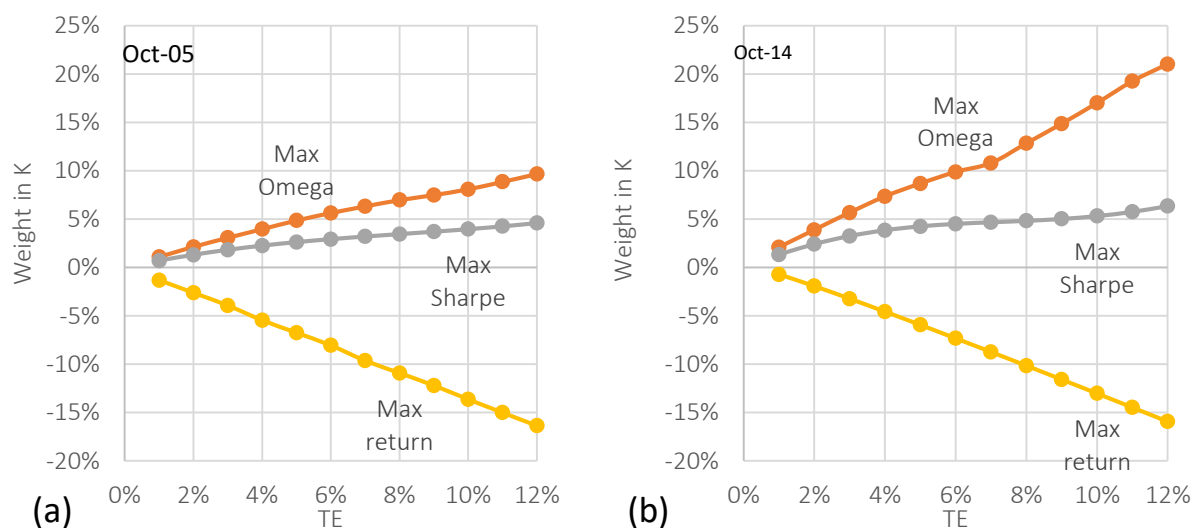 25%
20%
15%
10%
5%
0%
-5%
-10%
-15%
-20%
Weight in K
Oct-05
Max
Omega
Max
Sharpe
Max
return
0% 2% 4% 6% 8% 10% 12%
TE
(a)
25%
20%
15%
10%
5%
0%
-5%
-10%
-15%
-20%
Weight in K
Oct-14
Max
Omega
Max
Sharpe
Max
return
0% 2% 4% 6% 8% 10% 12%
TE
(b)